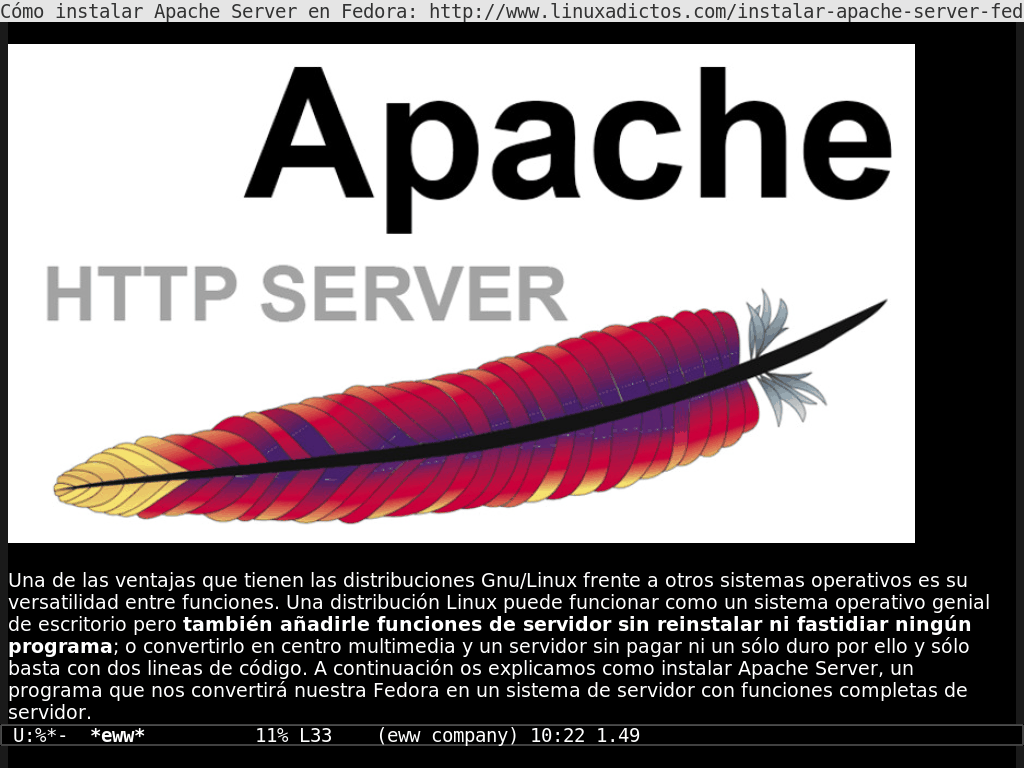 Cómo instalar Apache Server en Fedora: http://www.linuxadictos.com/instalar-apache-server-fed
Apache
HTTP SERVER
Una de las ventajas que tienen las distribuciones Gnu/Linux frente a otros sistemas operativos es su
versatilidad entre funciones. Una distribución Linux puede funcionar como un sistema operativo genial
de escritorio pero también añadirle funciones de servidor sin reinstalar ni fastidiar ningún
programa; o convertirlo en centro multimedia y un servidor sin pagar ni un sólo duro por ello y sólo
basta con dos lineas de código. A continuación os explicamos como instalar Apache Server, un
programa que nos convertirá nuestra Fedora en un sistema de servidor con funciones completas de
servidor.
U:%*-  *eww*          11% L33    (eww company) 10:22 1.49